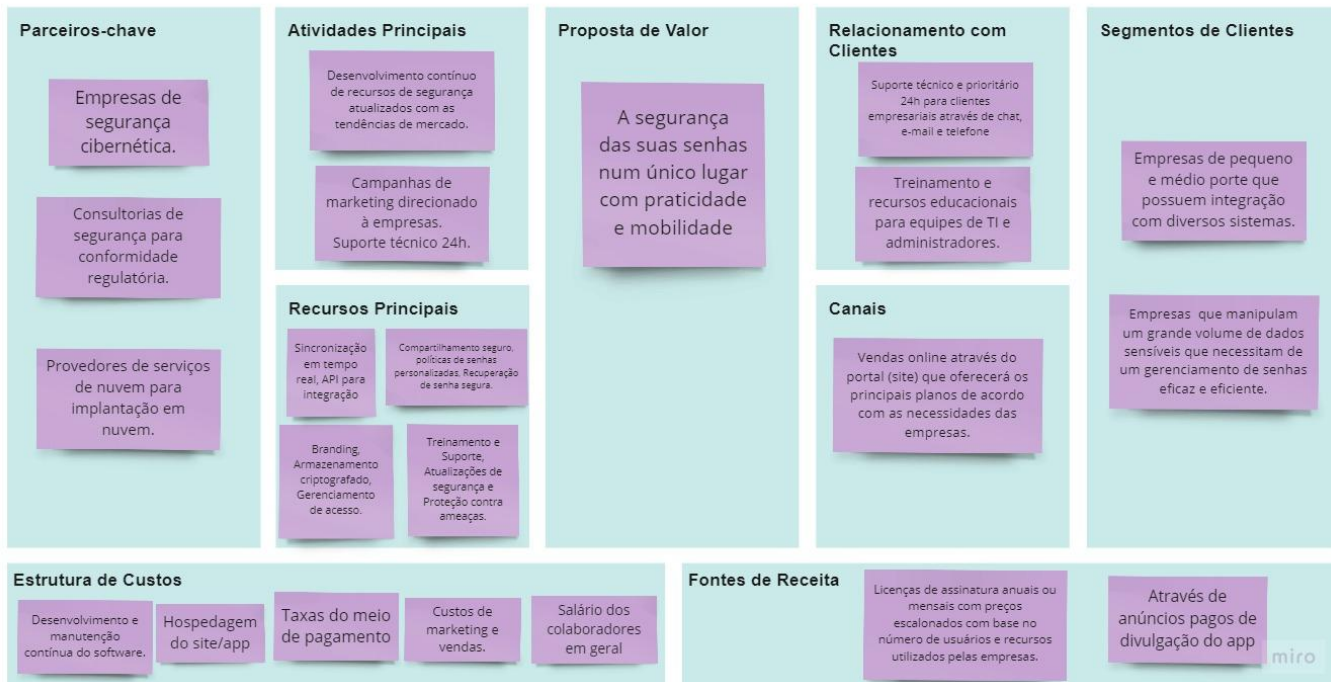 Parceiros-chave
Empresas de
segurança
cibernética.
Consultorias de
segurança para
conformidade
regulatória.
Provedores de serviços
de nuvem para
implantação em
nuvem.
Atividades Principais
Desenvolvimento contínuo
de recursos de segurança
atualizados com as
tendências de mercado.
Campanhas de
marketing direcionado
à empresas.
Suporte técnico 24h.
Recursos Principais
Sincronização
em tempo
real, API para
integração
Compartilhamento seguro,
políticas de senhas
personalizadas. Recuperação
de senha segura.
Branding,
Armazenamento
criptografado,
Gerenciamento
de acesso.
Treinamento e
Suporte,
Atualizações de
segurança e
Proteção contra
ameaças.
Proposta de Valor
A segurança
das suas senhas
num único lugar
com praticidade
e mobilidade
Relacionamento com
Clientes
Suporte técnico e prioritário
24h para clientes
empresariais através de chat,
e-mail e telefone
Treinamento e
recursos educacionais
para equipes de TI e
administradores.
Canais
Vendas online através do
portal (site) que oferecerá os
principais planos de acordo
com as necessidades das
empresas.
Segmentos de Clientes
Empresas de pequeno
e médio porte que
possuem integração
com diversos sistemas.
Empresas que manipulam
um grande volume de dados
sensíveis que necessitam de
um gerenciamento de senhas
eficaz e eficiente.
Estrutura de Custos
Desenvolvimento e
manutenção
contínua do software.
Hospedagem
do site/app
Taxas do meio
de pagamento
Custos de
marketing e
vendas.
Salário dos
colaboradores
em geral
Fontes de Receita
Licenças de assinatura anuais ou
mensais com preços
escalonados com base no
número de usuários e recursos
utilizados pelas empresas.
Através de
anúncios pagos de
divulgação do app
miro